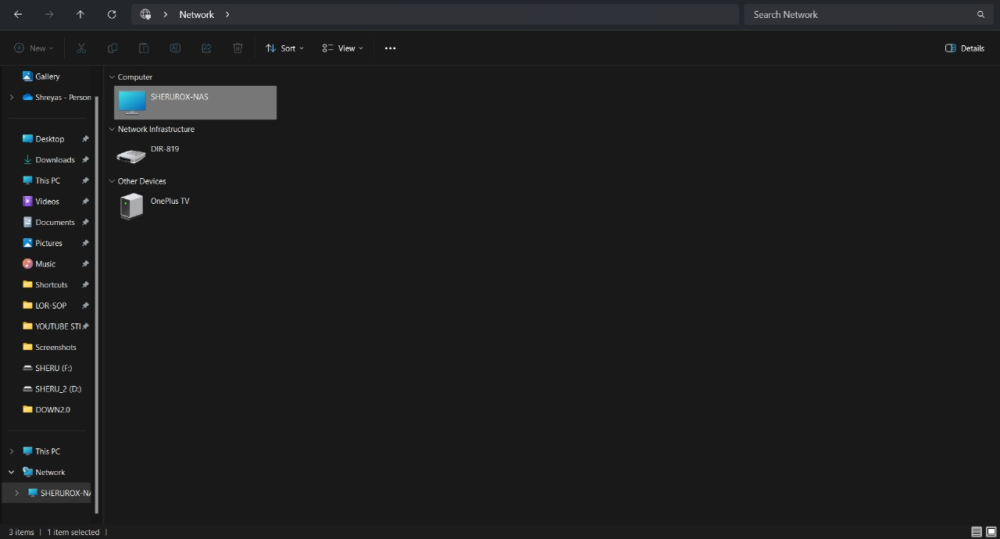 Network
Search Network
New
Sort
View
Details
Gallery
Shreyas - Person
Desktop
Downloads
This PC
Videos
Documents
Pictures
Music
Shortcuts
LOR-SOP
YOUTUBE STI
Screenshots
SHERU (F:)
SHERU_2 (D:)
DOWN2.0
This PC
Network
SHERUROX-NA
Computer
SHERUROX-NAS
Network Infrastructure
DIR-819
Other Devices
OnePlus TV
3 items
1 item selected